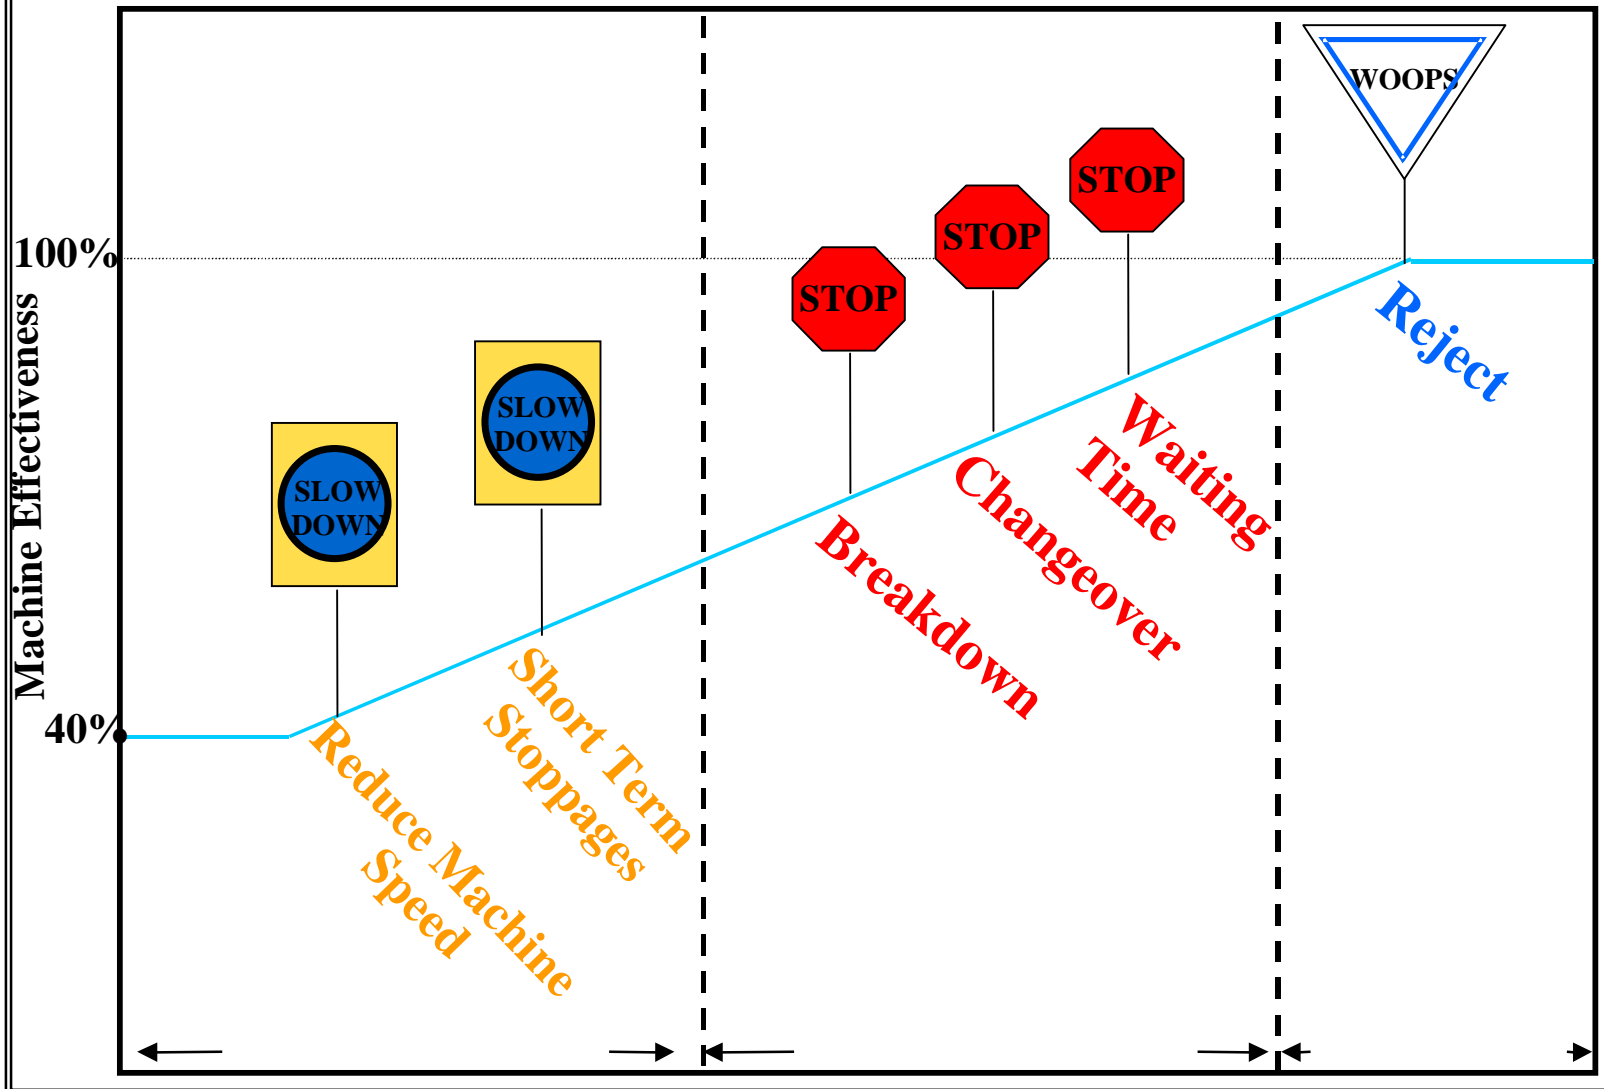 WOOPS
STOP
STOP
STOP
100%
SLOW
DOWN
SLOW
DOWN
Machine Effectiveness
40%
Reject
Waiting
Time
Changeover
Breakdown
Short Term
Stoppages
Reduce Machine
Speed